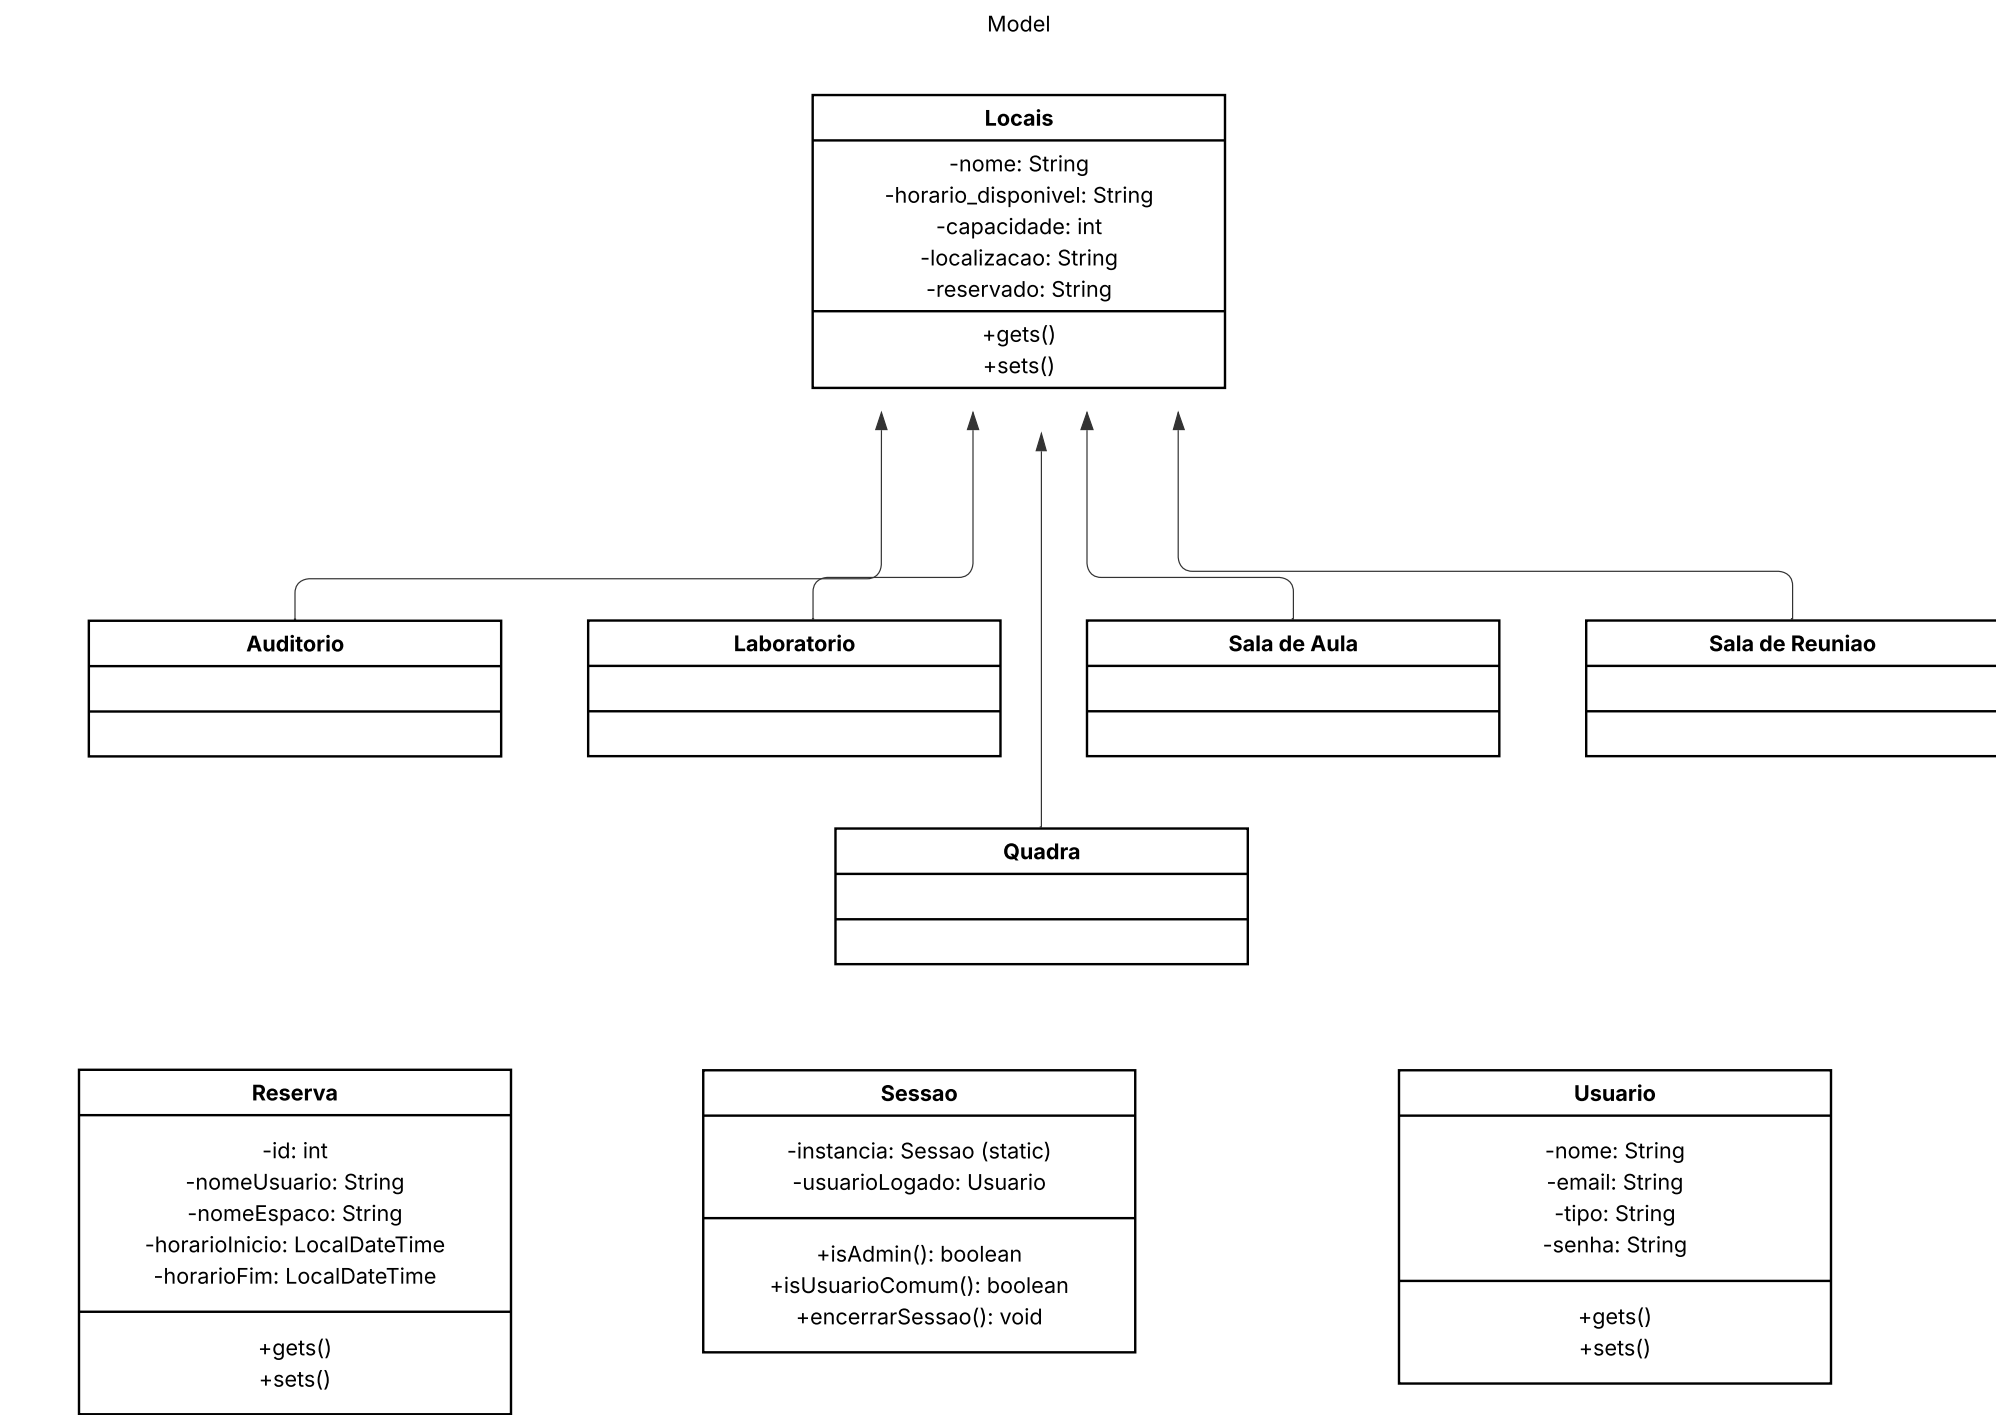 Model
Locais
-nome: String
-horario_disponivel: String
-capacidade: int
-localizacao: String
-reservado: String
+gets()
+sets()
Auditorio
Laboratorio
Sala de Aula
Sala de Reuniao
Quadra
Reserva
-id: int
-nomeUsuario: String
-nomeEspaco: String
-horarioInicio: LocalDateTime
-horarioFim: LocalDateTime
+gets()
+sets()
Sessao
-instancia: Sessao (static)
-usuarioLogado: Usuario
+isAdmin(): boolean
+isUsuarioComum(): boolean
+encerrarSessao(): void
Usuario
-nome: String
-email: String
-tipo: String
-senha: String
+gets()
+sets()